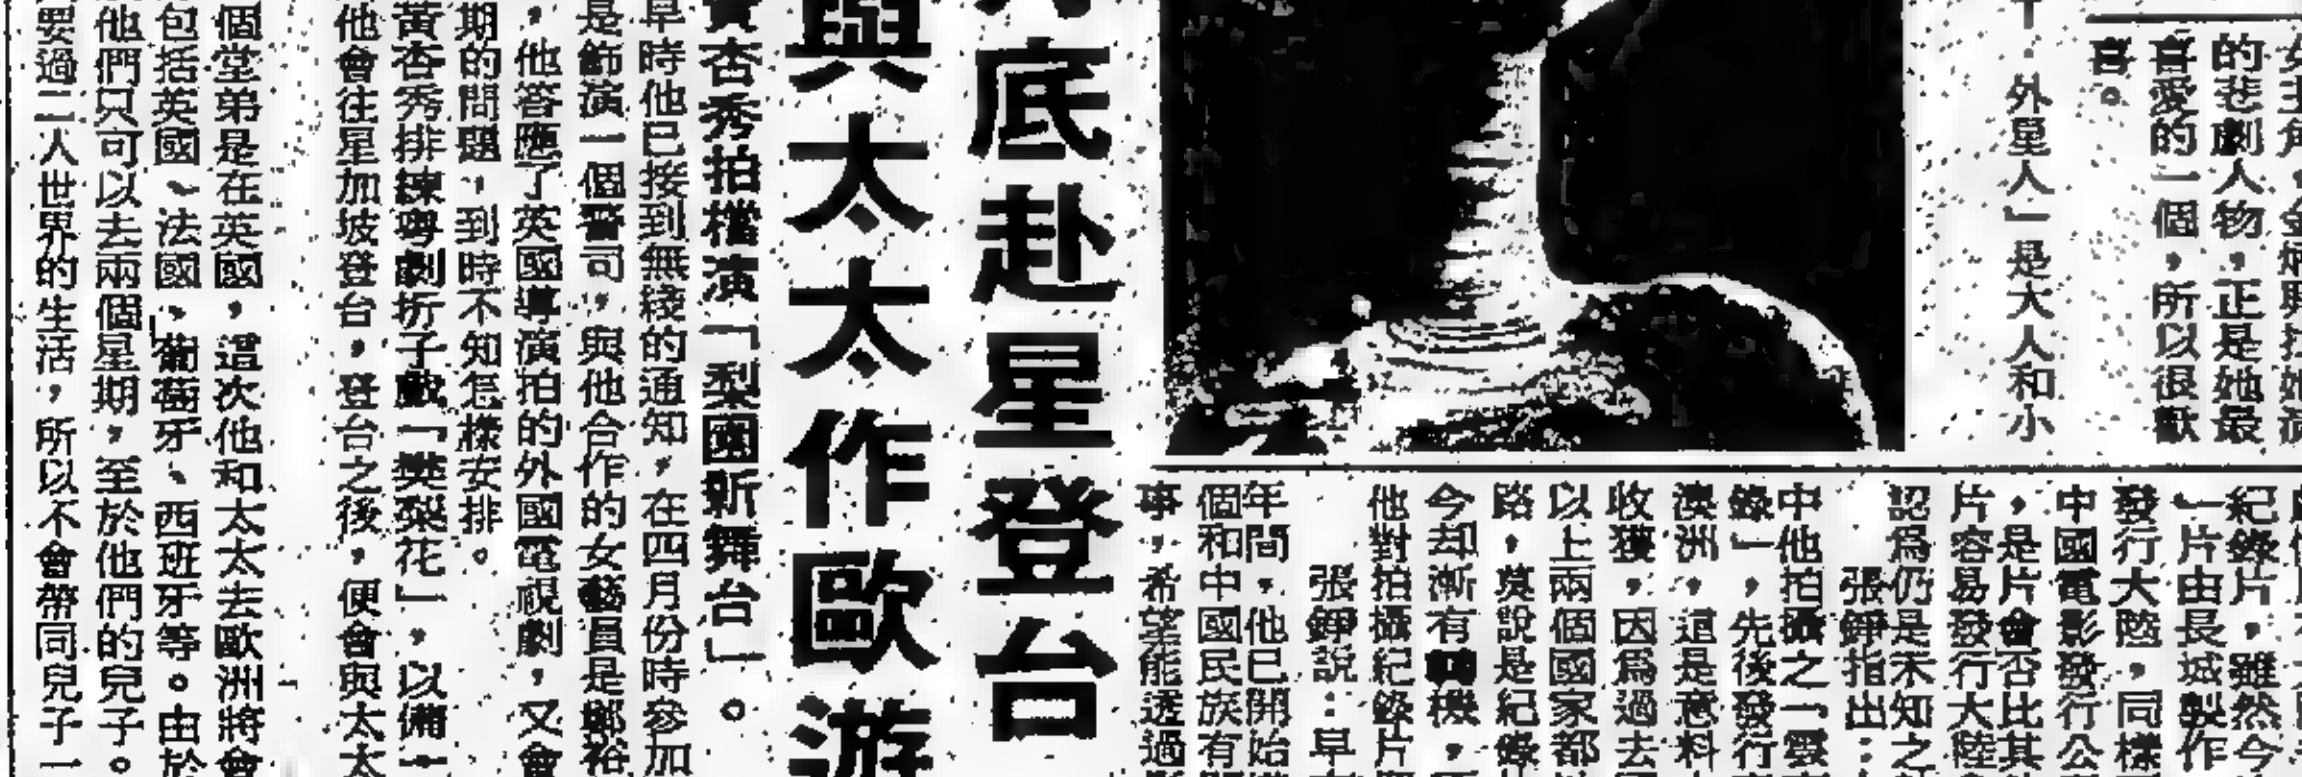 女主角，金
的悲劇人物，正是她最
喜愛的一個，所以很歡
喜。
外星人」是大人和小
紀錄片，雖然今
」片由長城製作
發行大陸，同樣
中國電影發行公
，是片會否比其
片容易發行大陸
認爲仍是未知之
張錚指出：
中他拍攝之「雲
錄」，先後發行
澳洲，這是意料
收獲，因爲過去
以上兩個國家都
路，莫說是紀錄
今却漸有機，
他對拍攝紀錄片
張錚說：早
年間，他已開始
個和中國民族有
事，希望能透過
底赴星登台
與太太作歐游
黃杏秀拍檔演「梨園新舞台」。
早時他已接到無綫的通知，在四月份時參加
是飾演一個警司，與他合作的女藝員是鄭裕
，他答應了英國導演拍的外國電視劇，又會
期的問題，到時不知怎樣安排。
黃杏秀排練粵劇折子戲「樊梨花」，以備一
他會往星加坡登台，登台之後，便會與太太
個堂弟是在英國，這次他和太太去歐洲將會
包括英國、法國、葡萄牙、西班牙等。由於
他們只可以去兩個星期，至於他們的兒子。
要過二人世界的生活，所以不會帶同兒子一